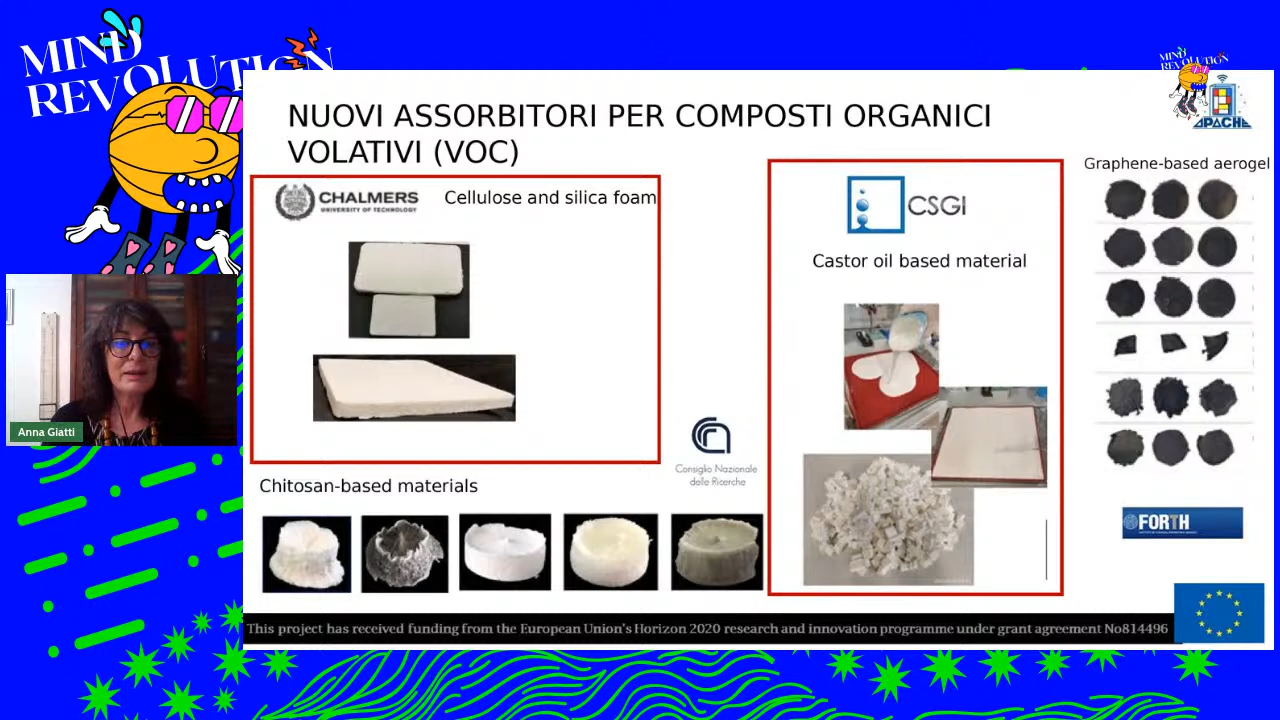 MIND
REVOLUTION
MIND
REVOLUTION
APACHE
NUOVI ASSORBITORI PER COMPOSTI ORGANICI
VOLATIVI (VOC)
CHALMERS
UNIVERSITY OF TECHNOLOGY
Cellulose and silica foam
CSGI
Castor oil based material
Graphene-based aerogel
Anna Giatti
Consiglio Nazionale
delle Ricerche
Chitosan-based materials
FORTH
This project has received funding from the European Union's Horizon 2020 research and innovation programme under grant agreement No814496